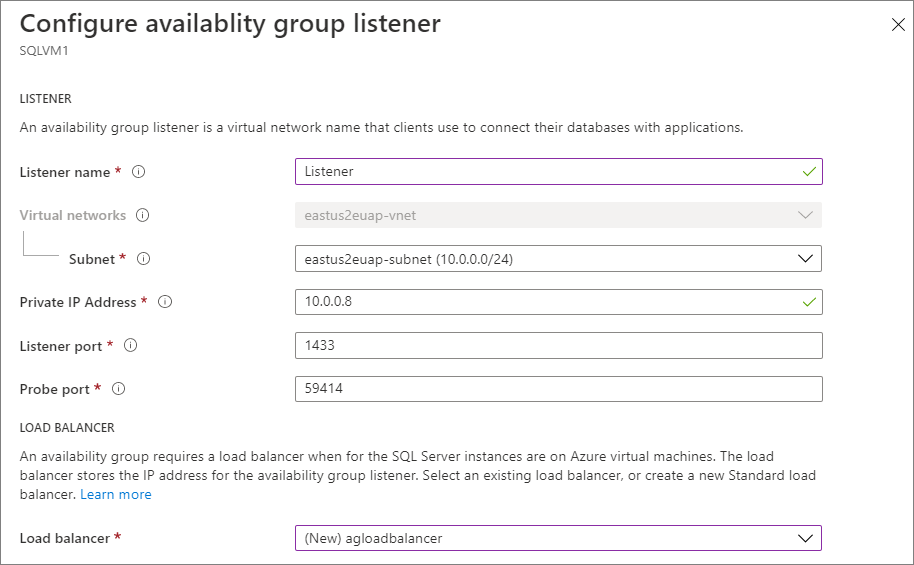 Configure availablity group listener
SQLVM1
LISTENER
An availability group listener is a virtual network name that clients use to connect their databases with applications.
Listener name *
Listener
Virtual networks
eastus2euap-vnet
Subnet *
eastus2euap-subnet (10.0.0.0/24)
Private IP Address *
10.0.0.8
Listener port *
1433
Probe port *
59414
LOAD BALANCER
An availability group requires a load balancer when for the SQL Server instances are on Azure virtual machines. The load
balancer stores the IP address for the availability group listener. Select an existing load balancer, or create a new Standard load
balancer. Learn more
Load balancer *
(New) agloadbalancer